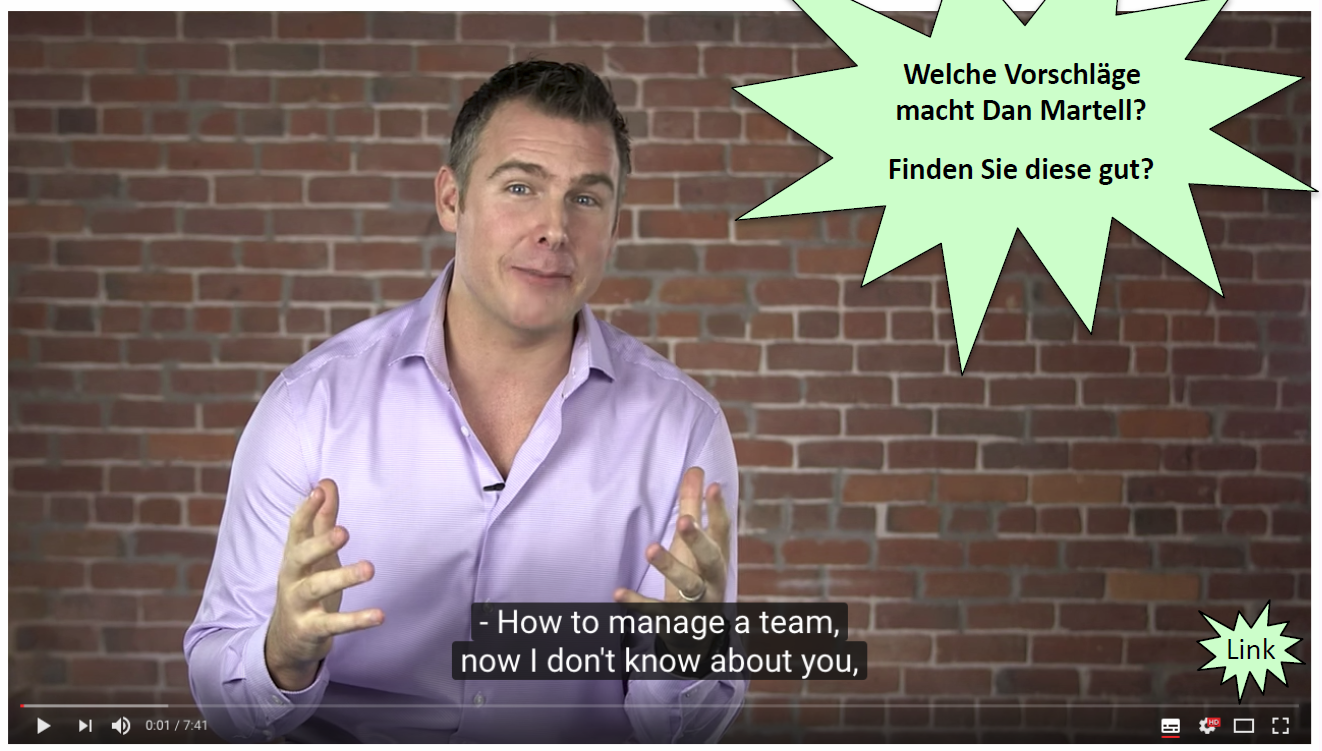 Welche Vorschläge
macht Dan Martell?
Finden Sie diese gut?
- How to manage a team,
now I don't know about you,
Link
0:01 / 7:41
HD